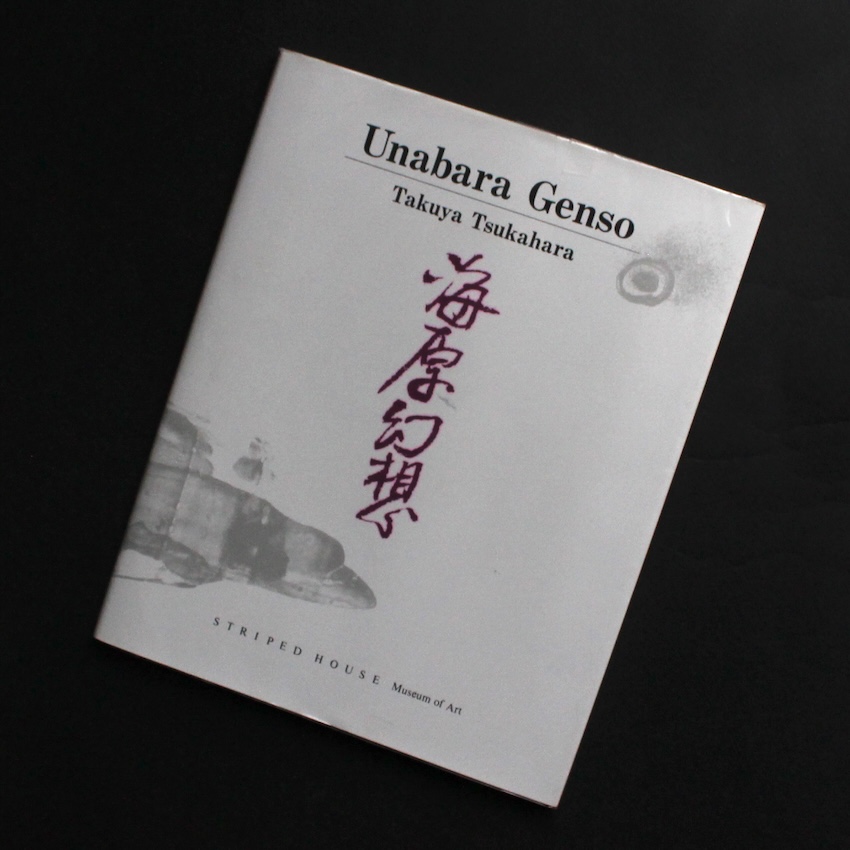 Unabara Genso
Takuya Tsukahara
海原幻想
STRIPED HOUSE Museum of Art